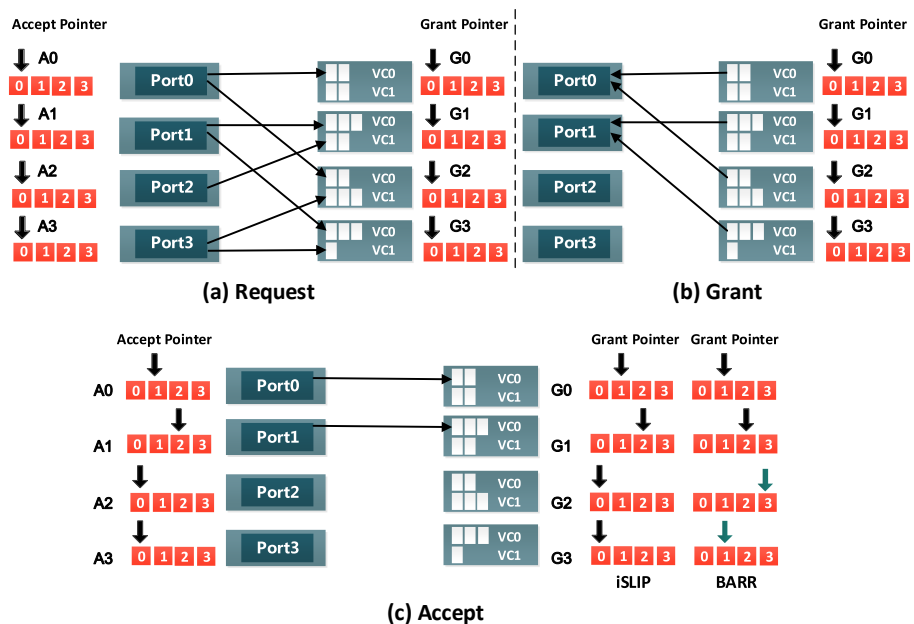 Accept Pointer
Grant Pointer
Grant Pointer
A0
G0
G0
0 1 2 3
Port0
VC0
VC1
0 1 2 3
Port0
VC0
VC1
0 1 2 3
A1
G1
G1
0 1 2 3
Port1
VC0
VC1
0 1 2 3
Port1
VC0
VC1
0 1 2 3
A2
G2
G2
0 1 2 3
Port2
VC0
VC1
0 1 2 3
Port2
VC0
VC1
0 1 2 3
A3
G3
G3
0 1 2 3
Port3
VC0
VC1
0 1 2 3
Port3
VC0
VC1
0 1 2 3
(a) Request
(b) Grant
Accept Pointer
Grant Pointer
Grant Pointer
A0
0 1 2 3
Port0
VC0
VC1
G0
0 1 2 3
0 1 2 3
A1
0 1 2 3
Port1
VC0
VC1
G1
0 1 2 3
0 1 2 3
A2
0 1 2 3
Port2
VC0
VC1
G2
0 1 2 3
0 1 2 3
A3
0 1 2 3
Port3
VC0
VC1
G3
0 1 2 3
0 1 2 3
iSLIP
BARR
(c) Accept